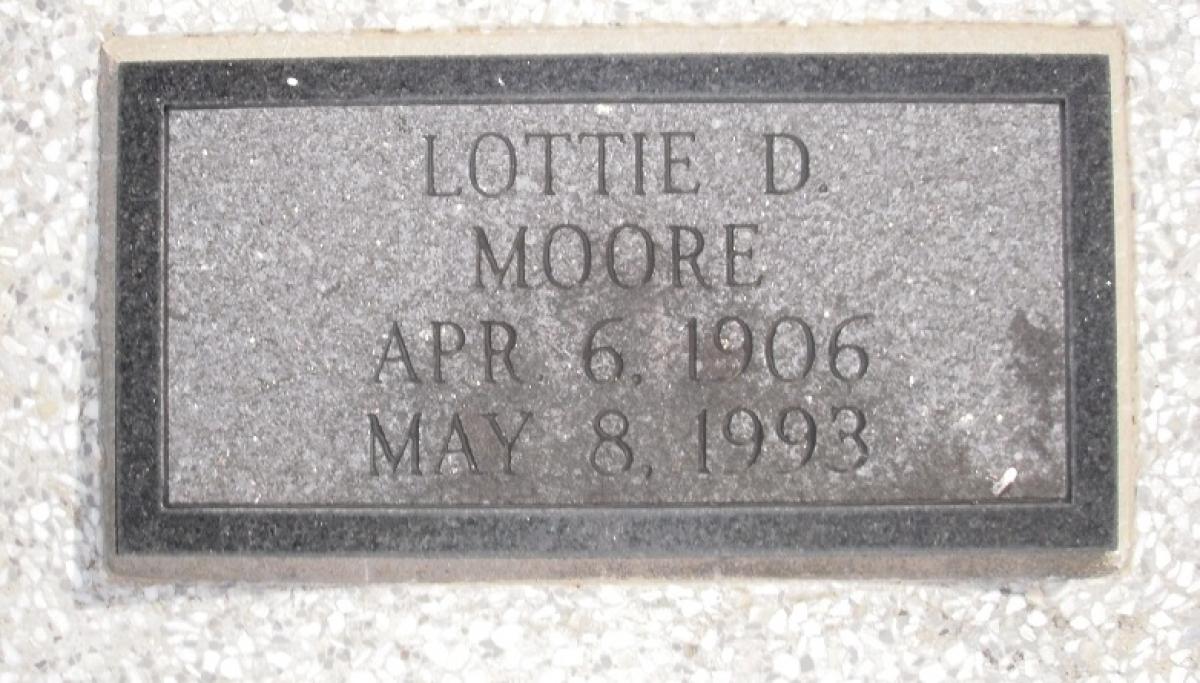 LOTTIE D.
MOORE
APR. 6, 1906
MAY 8, 1993